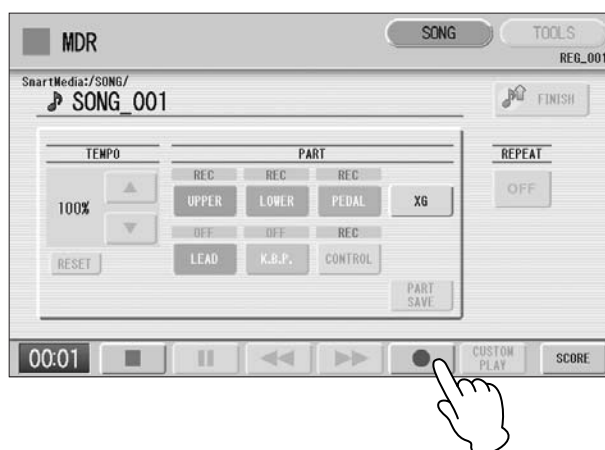 MDR
SONG
TOOLS
REG_001
SmartMedia:/SONG/
SONG_001
FINISH
TEMPO
PART
REPEAT
REC REC REC
100%
UPPER LOWER PEDAL XG
OFF
OFF OFF REC
RESET
LEAD K.B.P. CONTROL
PART
SAVE
00:01
CUSTOM
PLAY
SCORE